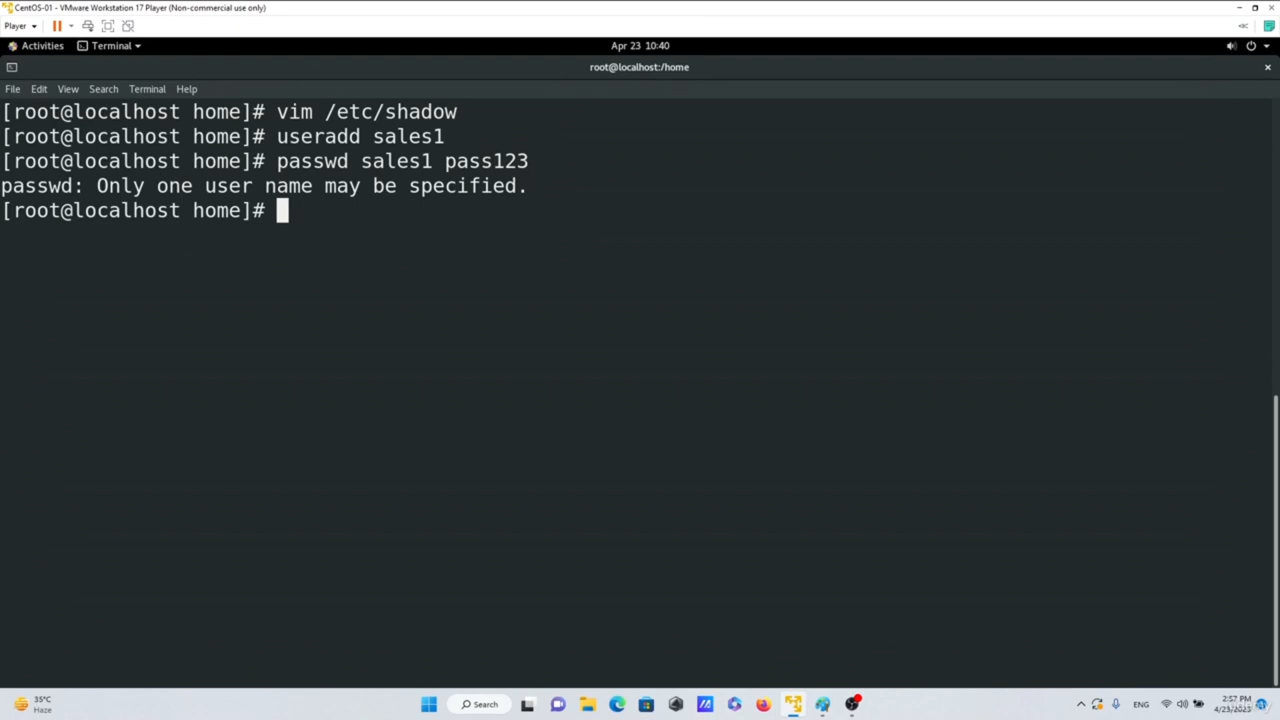 CentOS-01 - VMware Workstation 17 Player (Non-commercial use only)
Player
Activities
Terminal
Apr 23 10:40
root@localhost:/home
File Edit View Search Terminal Help
[root@localhost home]# vim /etc/shadow
[root@localhost home]# useradd sales1
[root@localhost home]# passwd sales1 pass123
passwd: Only one user name may be specified.
[root@localhost home]#
35°C
Haze
Search
ENG
2:57 PM
4/23/2023